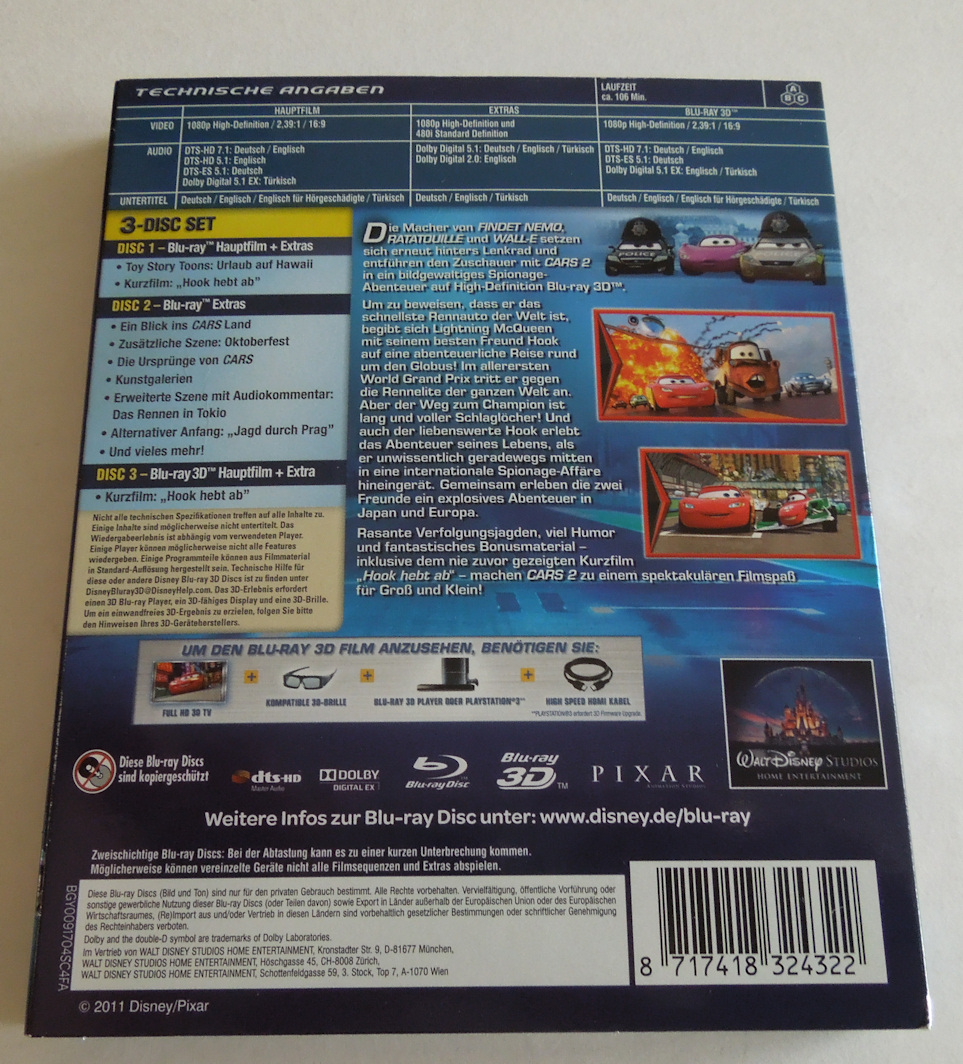 TECHNISCHE ANGABEN
LAUFZEIT
ca. 106 Min.
A
B C
HAUPTFILM
EXTRAS
BLU-RAY 3D™
VIDEO
1080p High-Definition / 2.39:1 / 16:9
1080p High-Definition und
480i Standard Definition
1080p High-Definition / 2.39:1 / 16:9
AUDIO
DTS-HD 7.1: Deutsch / Englisch
DTS-HD 5.1: Englisch
DTS-ES 5.1: Deutsch
Dolby Digital 5.1 EX: Türkisch
Dolby Digital 5.1: Deutsch / Englisch / Türkisch
Dolby Digital 2.0: Englisch
DTS-HD 7.1: Deutsch / Englisch
DTS-ES 5.1: Deutsch
Dolby Digital 5.1 EX: Englisch / Türkisch
UNTERTITEL
Deutsch / Englisch / Englisch für Hörgeschädigte / Türkisch
Deutsch / Englisch / Türkisch
Deutsch / Englisch / Englisch für Hörgeschädigte / Türkisch
3-DISC SET
DISC 1 – Blu-ray™ Hauptfilm + Extras
• Toy Story Toons: Urlaub auf Hawaii
• Kurzfilm: „Hook hebt ab"
DISC 2 – Blu-ray™ Extras
• Ein Blick ins CARS Land
• Zusätzliche Szene: Oktoberfest
• Die Ursprünge von CARS
• Kunstgalerien
• Erweiterte Szene mit Audiokommentar:
Das Rennen in Tokio
• Alternativer Anfang: „Jagd durch Prag"
• Und vieles mehr!
DISC 3 – Blu-ray 3D™ Hauptfilm + Extra
• Kurzfilm: „Hook hebt ab"
Nicht alle technischen Spezifikationen treffen auf alle Inhalte zu.
Einige Inhalte sind möglicherweise nicht untertitelt. Das
Wiedergabeerlebnis ist abhängig vom verwendeten Player.
Einige Player können möglicherweise nicht alle Features
wiedergeben. Einige Programmteile können aus Filmmaterial
in Standard-Auflösung hergestellt sein. Technische Hilfe für
diese oder andere Disney Blu-ray 3D Discs ist zu finden unter
DisneyBluray3D@DisneyHelp.com. Das 3D-Erlebnis erfordert
einen 3D Blu-ray Player, ein 3D-fähiges Display und eine 3D-Brille.
Um ein einwandfreies 3D-Ergebnis zu erzielen, folgen Sie bitte
den Hinweisen Ihres 3D-Geräteherstellers.
Die Macher von FINDET NEMO,
RATATOUILLE und WALL-E setzen
sich erneut hinters Lenkrad und
entführen den Zuschauer mit CARS 2
in ein bildgewaltiges Spionage-
Abenteuer auf High-Definition Blu-ray 3D™.
Um zu beweisen, dass er das
schnellste Rennauto der Welt ist,
begibt sich Lightning McQueen
mit seinem besten Freund Hook
auf eine abenteuerliche Reise rund
um den Globus! Im allerersten
World Grand Prix tritt er gegen
die Rennelite der ganzen Welt an.
Aber der Weg zum Champion ist
lang und voller Schlaglöcher! Und
auch der liebenswerte Hook erlebt
das Abenteuer seines Lebens, als
er unwissentlich geradewegs mitten
in eine internationale Spionage-Affäre
hineingerät. Gemeinsam erleben die zwei
Freunde ein explosives Abenteuer in
Japan und Europa.
Rasante Verfolgungsjagden, viel Humor
und fantastisches Bonusmaterial –
inklusive dem nie zuvor gezeigten Kurzfilm
„Hook hebt ab" – machen CARS 2 zu einem spektakulären Filmspaß
für Groß und Klein!
POLICE
POLICE
UM DEN BLU-RAY 3D FILM ANZUSEHEN, BENÖTIGEN SIE:
FULL HD 3D TV
+
KOMPATIBLE 3D-BRILLE
+
BLU-RAY 3D PLAYER ODER PLAYSTATION®3**
+
HIGH SPEED HDMI KABEL
**PLAYSTATION®3 erfordert 3D Firmware Upgrade.
WALT DISNEY STUDIOS
HOME ENTERTAINMENT
Diese Blu-ray Discs
sind kopiergeschützt
dts-HD
Master Audio
DOLBY
DIGITAL EX
Blu-ray Disc
Blu-ray
3D™
PIXAR
ANIMATION STUDIOS
Weitere Infos zur Blu-ray Disc unter: www.disney.de/blu-ray
Zweischichtige Blu-ray Discs: Bei der Abtastung kann es zu einer kurzen Unterbrechung kommen.
Möglicherweise können vereinzelte Geräte nicht alle Filmsequenzen und Extras abspielen.
Diese Blu-ray Discs (Bild und Ton) sind nur für den privaten Gebrauch bestimmt. Alle Rechte vorbehalten. Vervielfältigung, öffentliche Vorführung oder
sonstige gewerbliche Nutzung dieser Blu-ray Discs (oder Teilen davon) sowie Export in Länder außerhalb der Europäischen Union oder des Europäischen
Wirtschaftsraumes, (Re)Import aus und/oder Vertrieb in diesen Ländern sind vorbehaltlich gesetzlicher Bestimmungen oder schriftlicher Genehmigung
des Rechteinhabers verboten.
Dolby and the double-D symbol are trademarks of Dolby Laboratories.
Im Vertrieb von WALT DISNEY STUDIOS HOME ENTERTAINMENT, Kronstadter Str. 9, D-81677 München,
WALT DISNEY STUDIOS HOME ENTERTAINMENT, Höschgasse 45, CH-8008 Zürich,
WALT DISNEY STUDIOS HOME ENTERTAINMENT, Schottenfeldgasse 59, 3. Stock, Top 7, A-1070 Wien
BGY0091704SC4FA
8 717418 324322
© 2011 Disney/Pixar